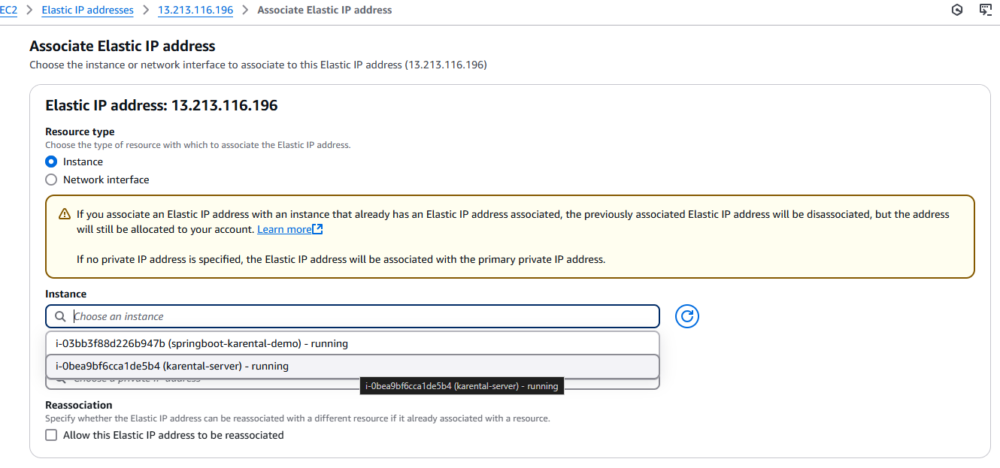 EC2 > Elastic IP addresses > 13.213.116.196 > Associate Elastic IP address
Associate Elastic IP address
Choose the instance or network interface to associate to this Elastic IP address (13.213.116.196)
Elastic IP address: 13.213.116.196
Resource type
Choose the type of resource with which to associate the Elastic IP address.
Instance
Network interface
If you associate an Elastic IP address with an instance that already has an Elastic IP address associated, the previously associated Elastic IP address will be disassociated, but the address
will still be allocated to your account. Learn more
If no private IP address is specified, the Elastic IP address will be associated with the primary private IP address.
Instance
Choose an instance
i-03bb3f88d226b947b (springboot-karental-demo) - running
i-0bea9bf6cca1de5b4 (karental-server) - running
Choose a private IP address
i-0bea9bf6cca1de5b4 (karental-server) - running
Reassociation
Specify whether the Elastic IP address can be reassociated with a different resource if it already associated with a resource.
Allow this Elastic IP address to be reassociated